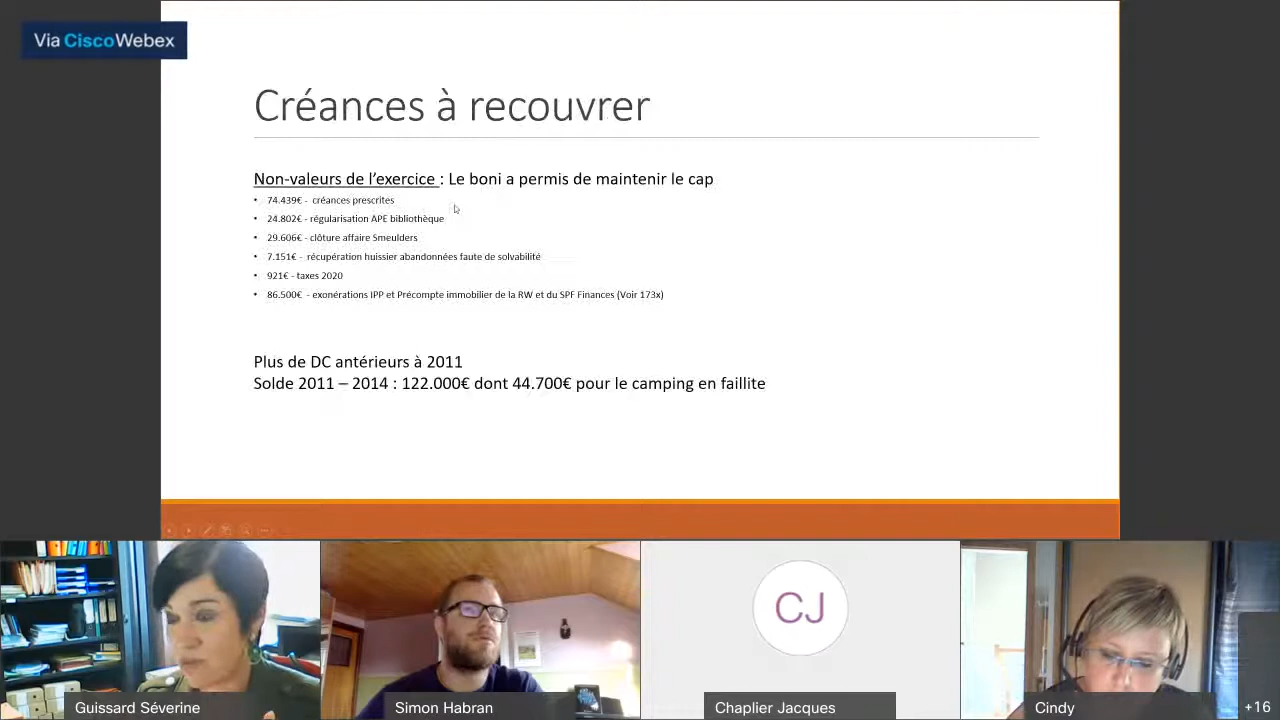 Via CiscoWebex
Créances à recouvrer
Non-valeurs de l'exercice : Le boni a permis de maintenir le cap
• 74.439€ - créances prescrites
• 24.802€ - régularisation APE bibliothèque
• 29.606€ - clôture affaire Smeulders
• 7.151€ - récupération huissier abandonnées faute de solvabilité
• 921€ - taxes 2020
• 86.500€ - exonérations IPP et Précompte immobilier de la RW et du SPF Finances (Voir 173x)
Plus de DC antérieurs à 2011
Solde 2011 – 2014 : 122.000€ dont 44.700€ pour le camping en faillite
CJ
Guissard Séverine
Simon Habran
Chaplier Jacques
Cindy
+16